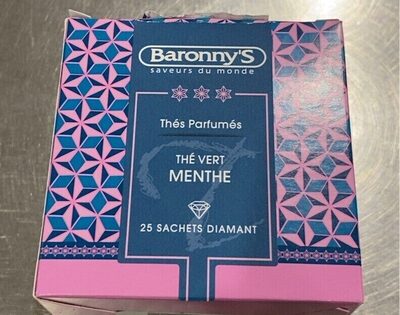 Baronny'S
saveurs du monde
Thés Parfumés
THÉ VERT
MENTHE
25 SACHETS DIAMANT